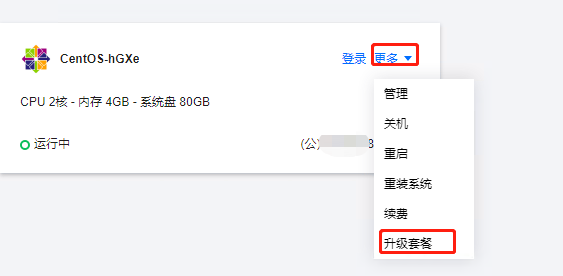 CentOS-hGXe
登录 更多
CPU 2核 - 内存 4GB - 系统盘 80GB
运行中
(公) 8
管理
关机
重启
重装系统
续费
升级套餐